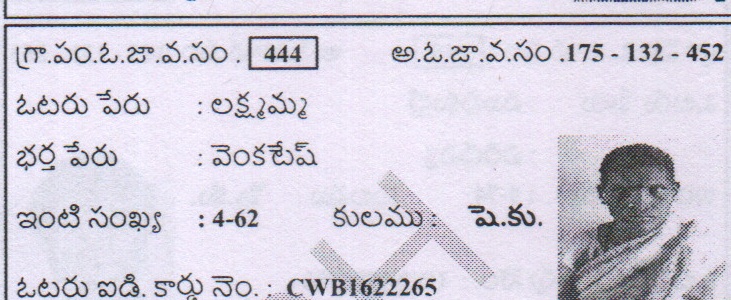 గ్రా.పం.ఓ.జా.వ.సం. 444 అ.ఓ.జా.వ.సం .175 - 132 - 452
ఓటరు పేరు : లక్ష్మమ్మ
భర్త పేరు : వెంకటేష్
ఇంటి సంఖ్య : 4-62 కులము : షె.కు.
ఓటరు ఐడి. కార్డు నెం. : CWB1622265